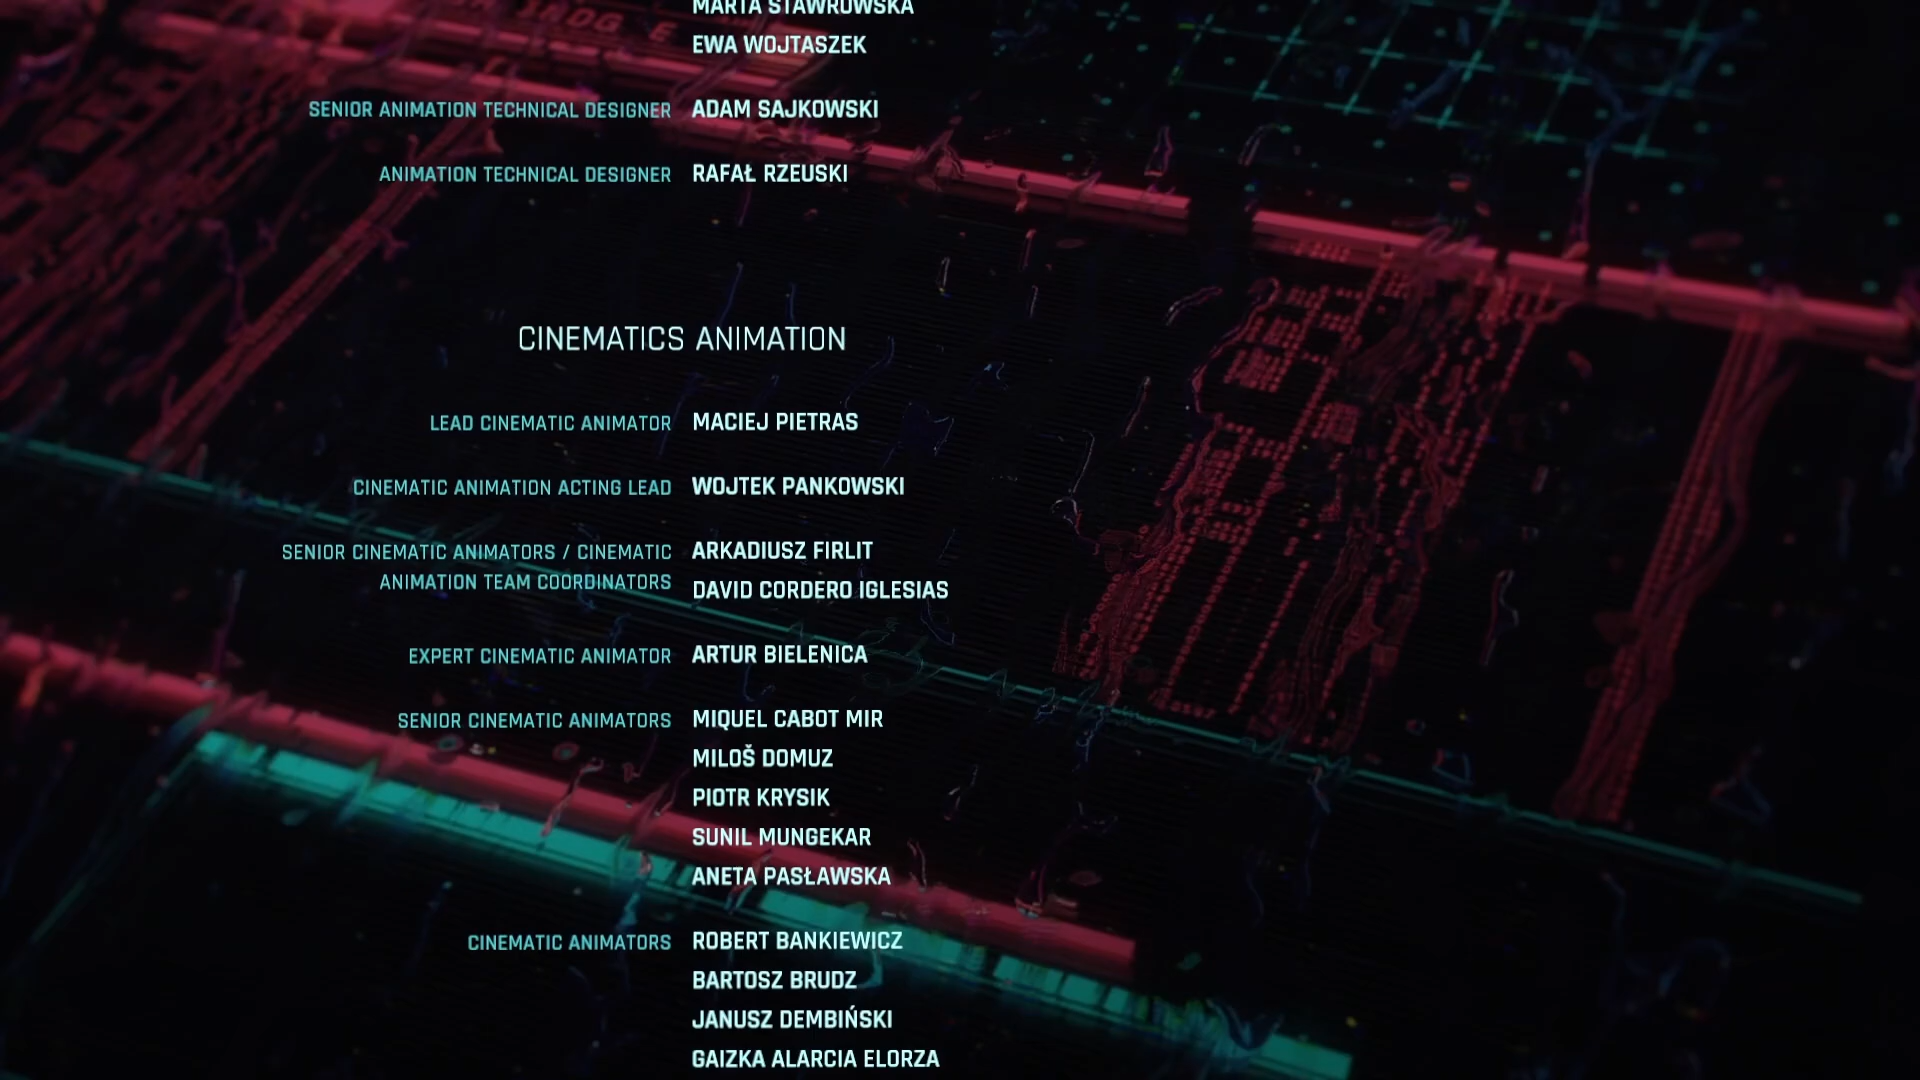 MARTA STAWROWSKA
EWA WOJTASZEK
SENIOR ANIMATION TECHNICAL DESIGNER ADAM SAJKOWSKI
ANIMATION TECHNICAL DESIGNER RAFAŁ RZEUSKI
CINEMATICS ANIMATION
LEAD CINEMATIC ANIMATOR MACIEJ PIETRAS
CINEMATIC ANIMATION ACTING LEAD WOJTEK PANKOWSKI
SENIOR CINEMATIC ANIMATORS / CINEMATIC ARKADIUSZ FIRLIT
ANIMATION TEAM COORDINATORS DAVID CORDERO IGLESIAS
EXPERT CINEMATIC ANIMATOR ARTUR BIELENICA
SENIOR CINEMATIC ANIMATORS MIQUEL CABOT MIR
MILOŠ DOMUZ
PIOTR KRYSIK
SUNIL MUNGEKAR
ANETA PASŁAWSKA
CINEMATIC ANIMATORS ROBERT BANKIEWICZ
BARTOSZ BRUDZ
JANUSZ DEMBIŃSKI
GAIZKA ALARCIA ELORZA